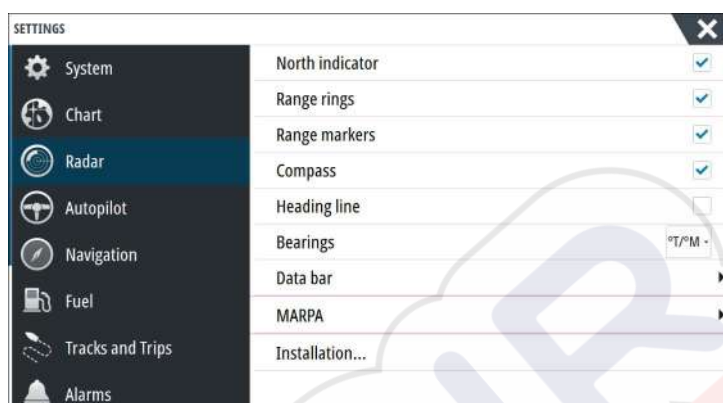 SETTINGS
System
Chart
Radar
Autopilot
Navigation
Fuel
Tracks and Trips
Alarms
North indicator
Range rings
Range markers
Compass
Heading line
Bearings
°T/°M
Data bar
MARPA
Installation...